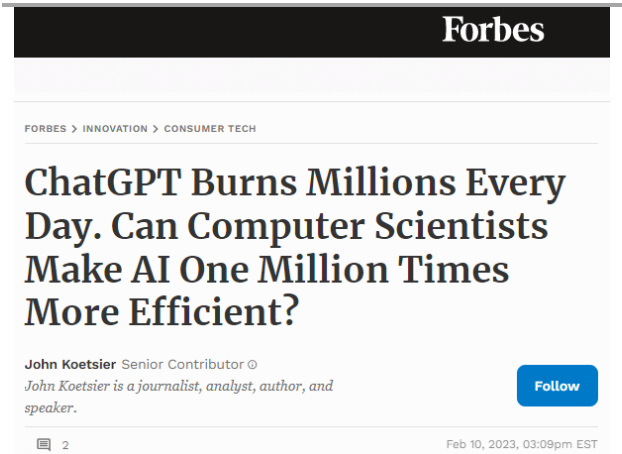 Forbes
FORBES > INNOVATION > CONSUMER TECH
ChatGPT Burns Millions Every
Day. Can Computer Scientists
Make AI One Million Times
More Efficient?
John Koetsier Senior Contributor
John Koetsier is a journalist, analyst, author, and
speaker.
Follow
2
Feb 10, 2023, 03:09pm EST